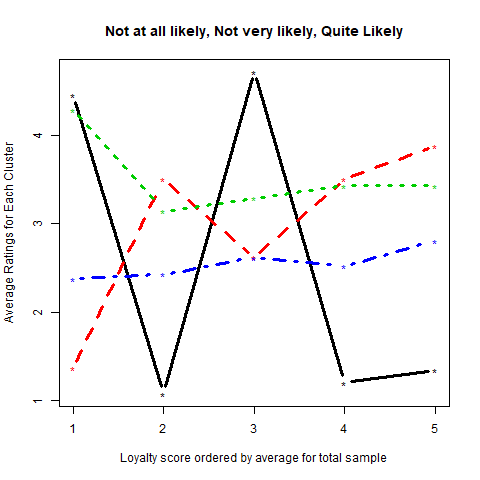 Not at all likely, Not very likely, Quite Likely
Average Ratings for Each Cluster
4
3
2
1
1 2 3 4 5
Loyalty score ordered by average for total sample